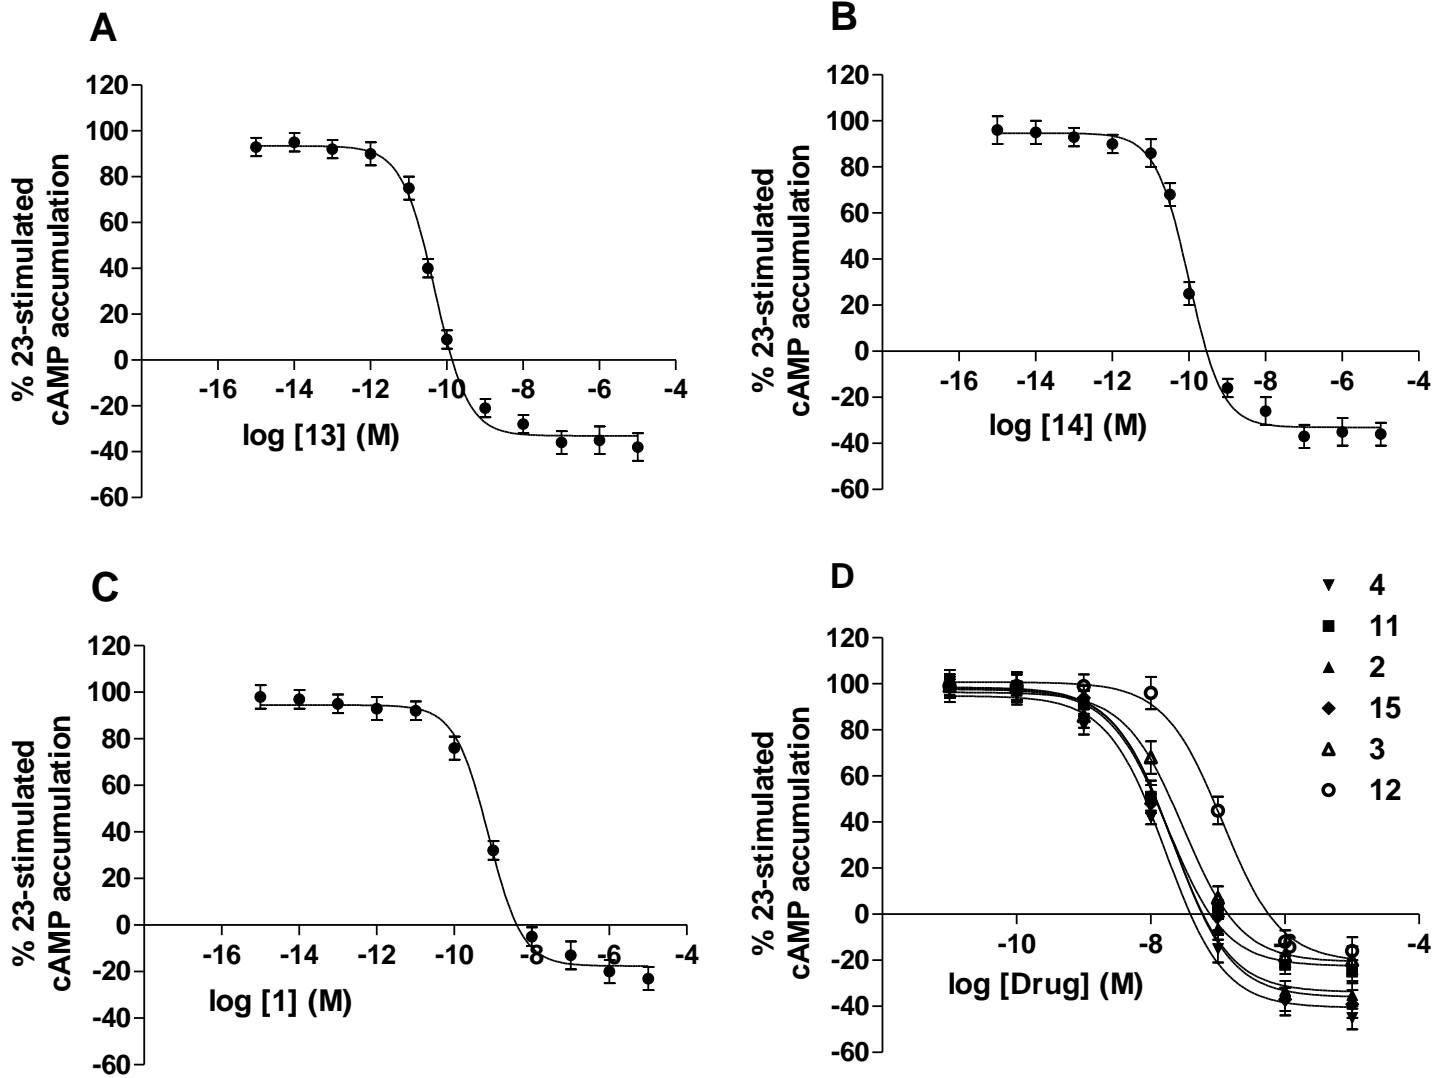 A
120
100
80
60
40
20
0
-20
-40
-60
-16 -14 -12 -10 -8 -6 -4
% 23-stimulated
cAMP accumulation
log [13] (M)
B
120
100
80
60
40
20
0
-20
-40
-60
-16 -14 -12 -10 -8 -6 -4
% 23-stimulated
cAMP accumulation
log [14] (M)
C
120
100
80
60
40
20
0
-20
-40
-60
-16 -14 -12 -10 -8 -6 -4
% 23-stimulated
cAMP accumulation
log [1] (M)
D
4
11
2
15
3
12
120
100
80
60
40
20
0
-20
-40
-60
-10 -8 -6 -4
% 23-stimulated
cAMP accumulation
log [Drug] (M)